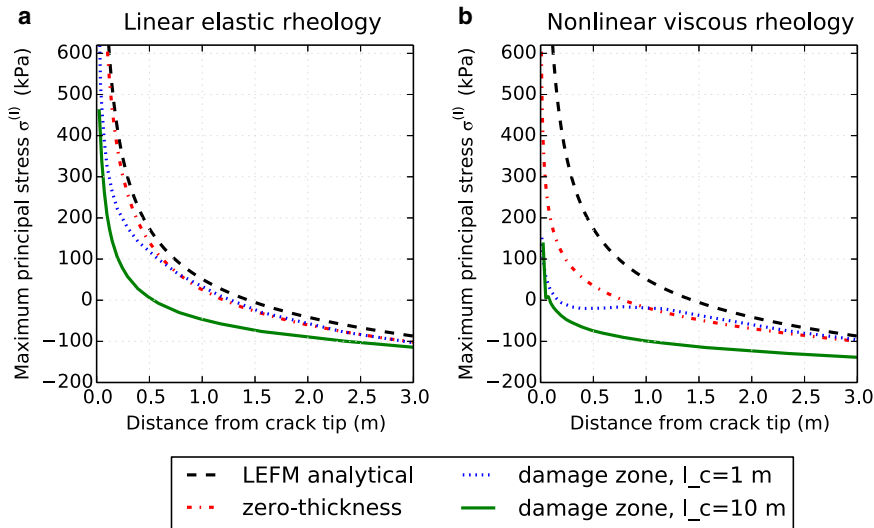 a Linear elastic rheology
Maximum principal stress σ^(I) (kPa)
600
500
400
300
200
100
0
−100
−200
0.0 0.5 1.0 1.5 2.0 2.5 3.0
Distance from crack tip (m)
b Nonlinear viscous rheology
Maximum principal stress σ^(I) (kPa)
600
500
400
300
200
100
0
−100
−200
0.0 0.5 1.0 1.5 2.0 2.5 3.0
Distance from crack tip (m)
LEFM analytical
zero-thickness
damage zone, l_c=1 m
damage zone, l_c=10 m